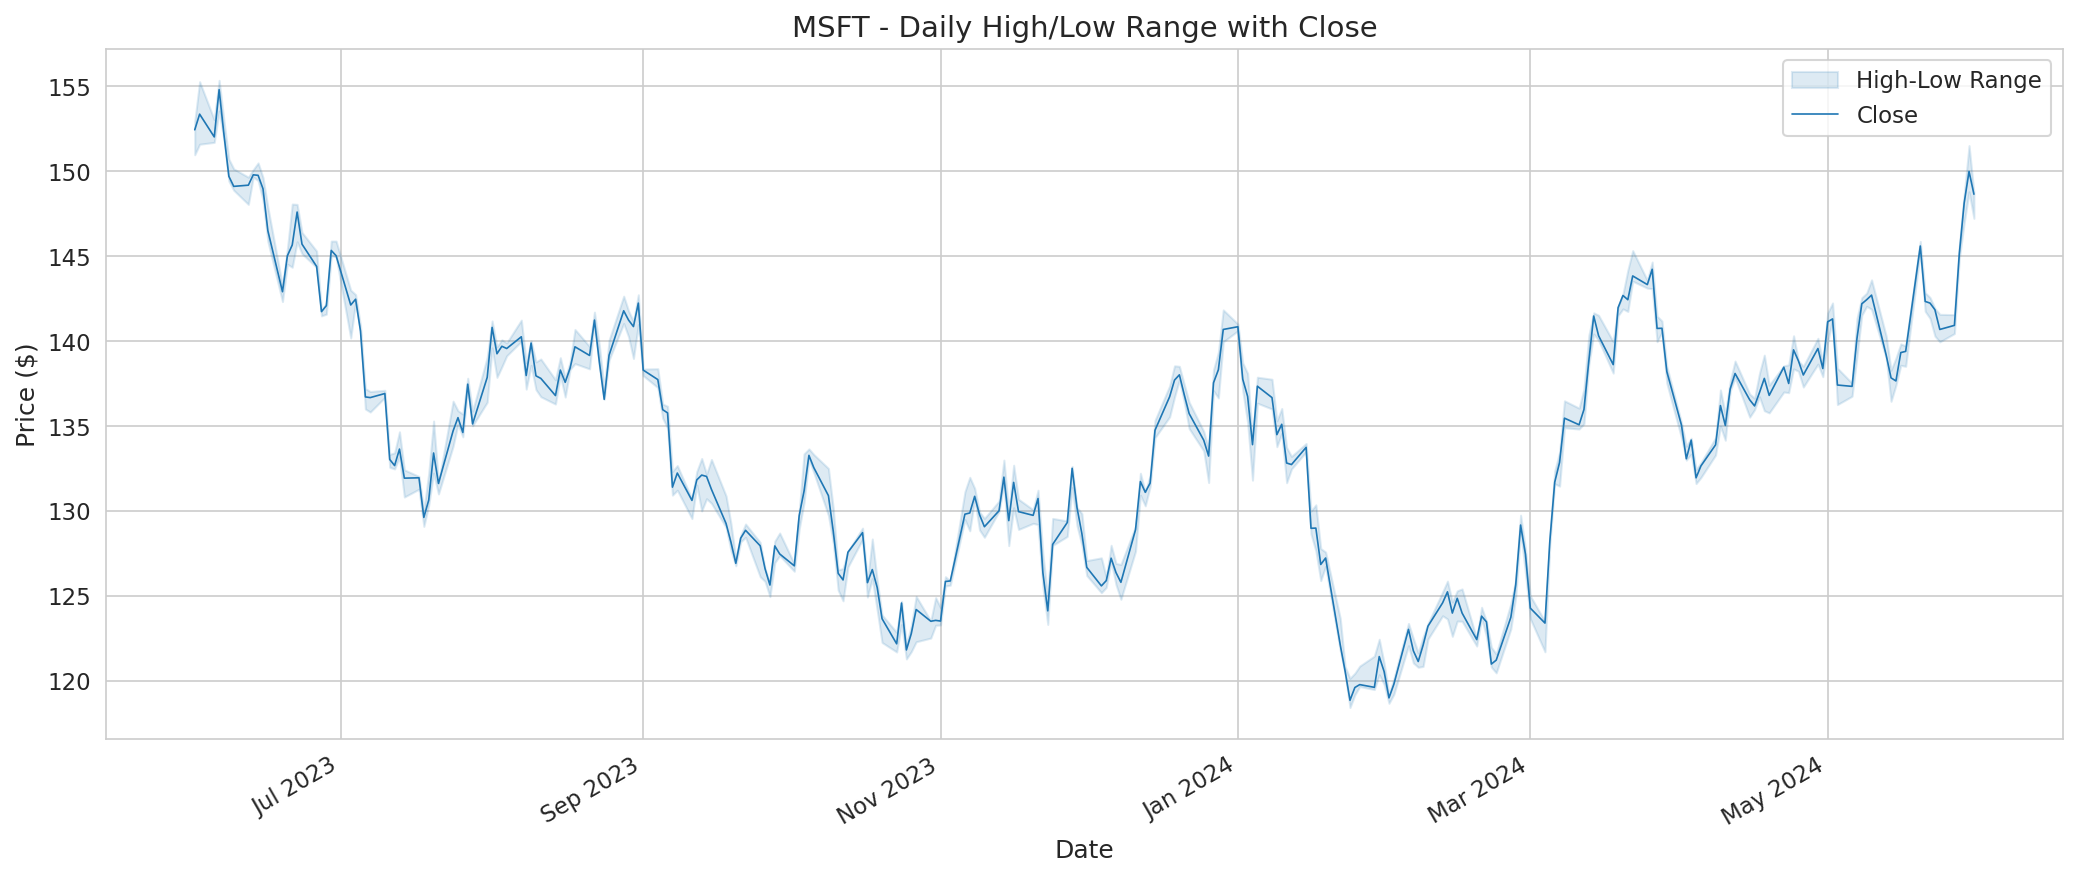 MSFT - Daily High/Low Range with Close
High-Low Range
Close
Price ($)
155
150
145
140
135
130
125
120
Jul 2023
Sep 2023
Nov 2023
Jan 2024
Mar 2024
May 2024
Date